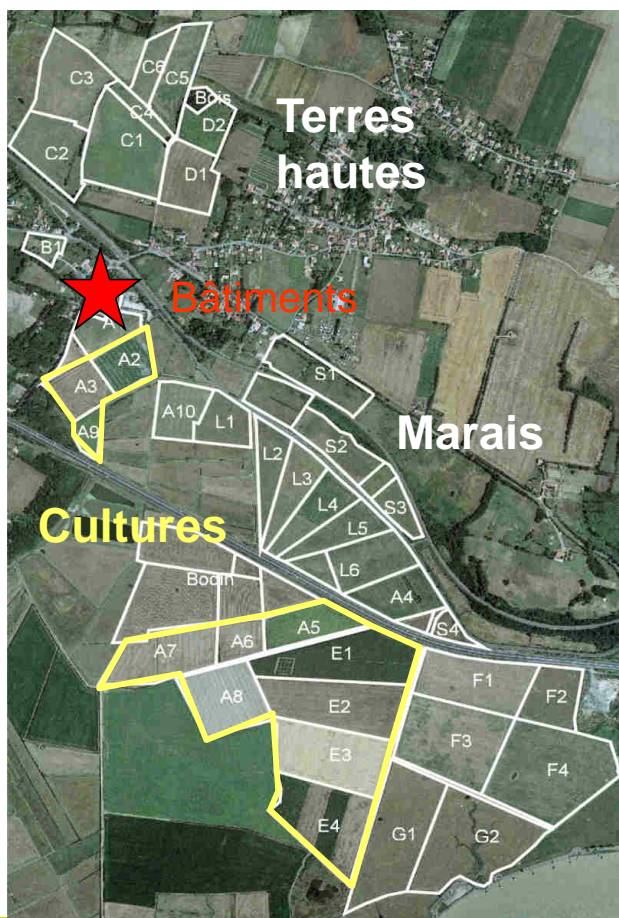 C3
C6
C5
Bois
C4
D2
C1
C2
D1
Terres
hautes
B1
Bâtiments
A
A2
A3
A9
A10
L1
S1
S2
Marais
L2
L3
L4
S3
L5
Cultures
Bodin
L6
A4
S4
A5
A6
A7
E1
A8
E2
E3
E4
F1
F2
F3
F4
G1
G2